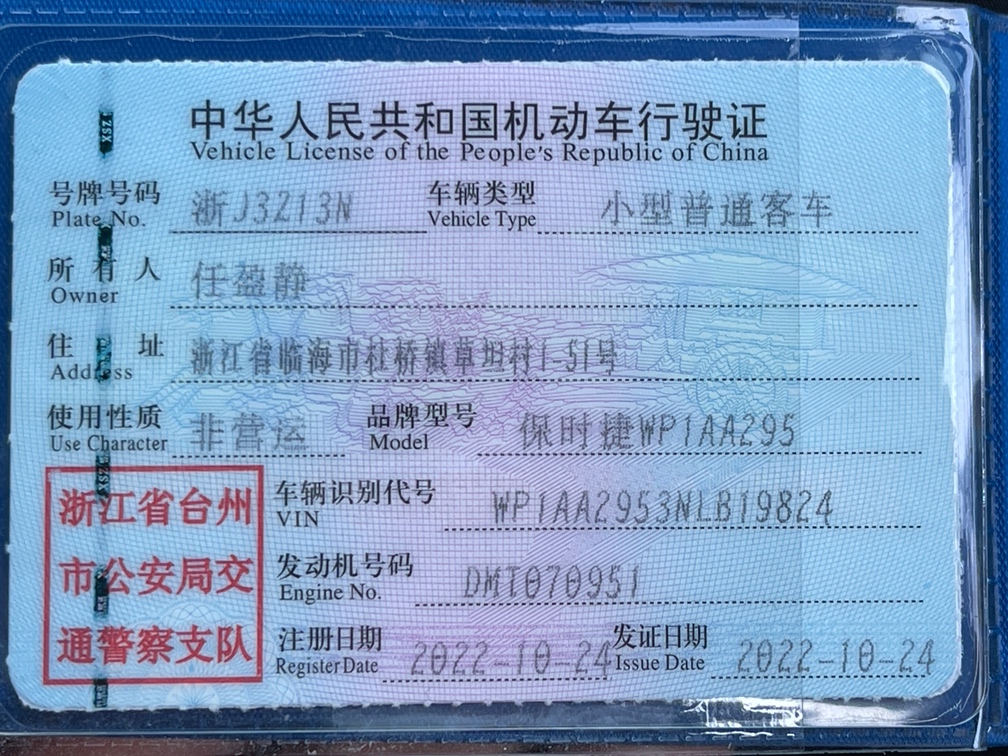 中华人民共和国机动车行驶证
Vehicle License of the People's Republic of China
号牌号码 浙J3213N 车辆类型 小型普通客车
Plate No. Vehicle Type
所有人 任盈静
Owner
住址 浙江省临海市杜桥镇草坦村1-51号
Address
使用性质 非营运 品牌型号 保时捷WP1AA295
Use Character Model
车辆识别代号 WP1AA2953NLB19824
VIN
发动机号码 DMT070951
Engine No.
注册日期 2022-10-24 发证日期 2022-10-24
Register Date Issue Date
浙江省台州
市公安局交
通警察支队